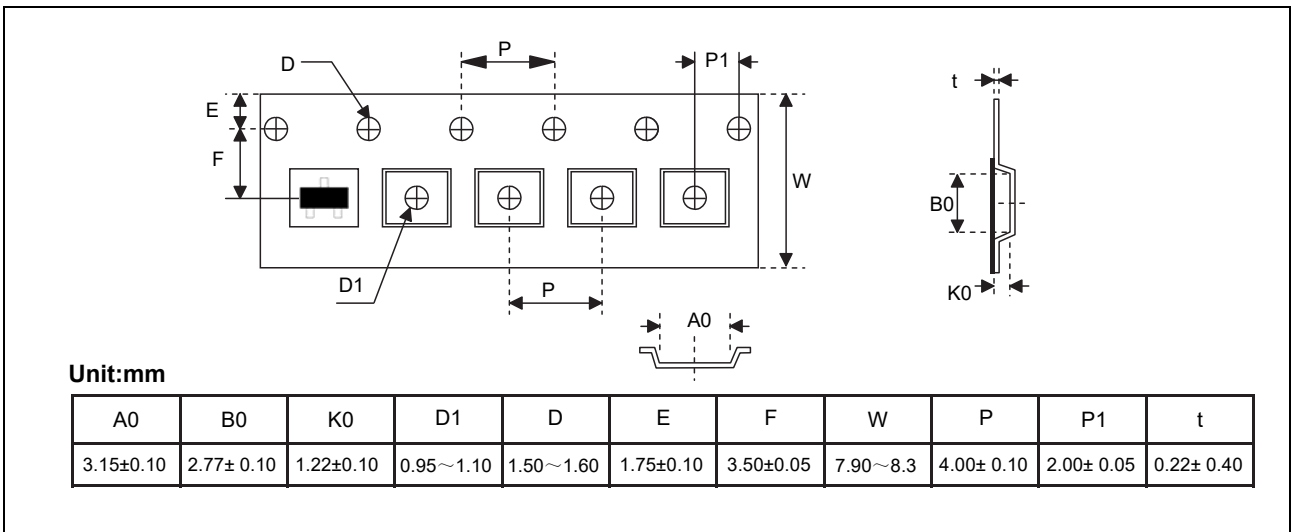 P
P1
D
t
E
F
W
B0
D1
P
K0
A0
Unit:mm
A0 B0 K0 D1 D E F W P P1 t
3.15±0.10 2.77± 0.10 1.22±0.10 0.95～1.10 1.50～1.60 1.75±0.10 3.50±0.05 7.90～8.3 4.00± 0.10 2.00± 0.05 0.22± 0.40